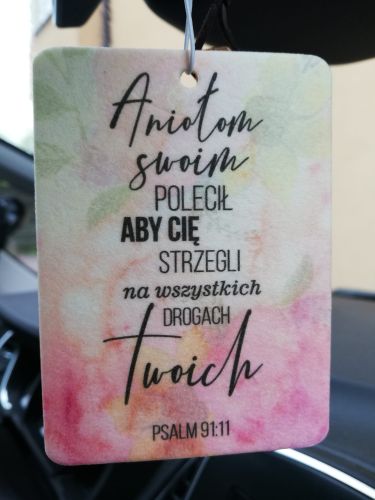 Aniołom
swoim
POLECIŁ
ABY CIĘ
STRZEGLI
na wszystkich
DROGACH
Twoich
PSALM 91:11